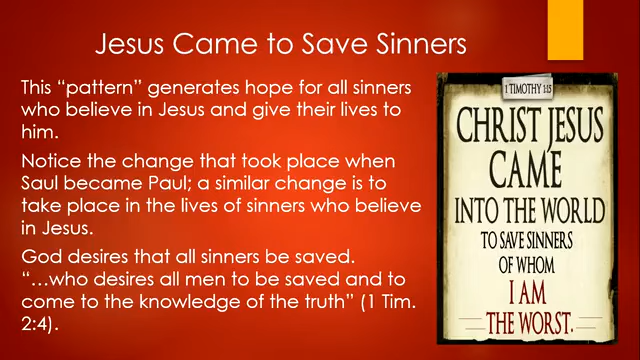 Jesus Came to Save Sinners
This “pattern” generates hope for all sinners
who believe in Jesus and give their lives to
him.
Notice the change that took place when
Saul became Paul; a similar change is to
take place in the lives of sinners who believe
in Jesus.
God desires that all sinners be saved.
“…who desires all men to be saved and to
come to the knowledge of the truth” (1 Tim.
2:4).
1 TIMOTHY 1:15
CHRIST JESUS
CAME
INTO THE WORLD
TO SAVE SINNERS
OF WHOM
I AM
THE WORST.